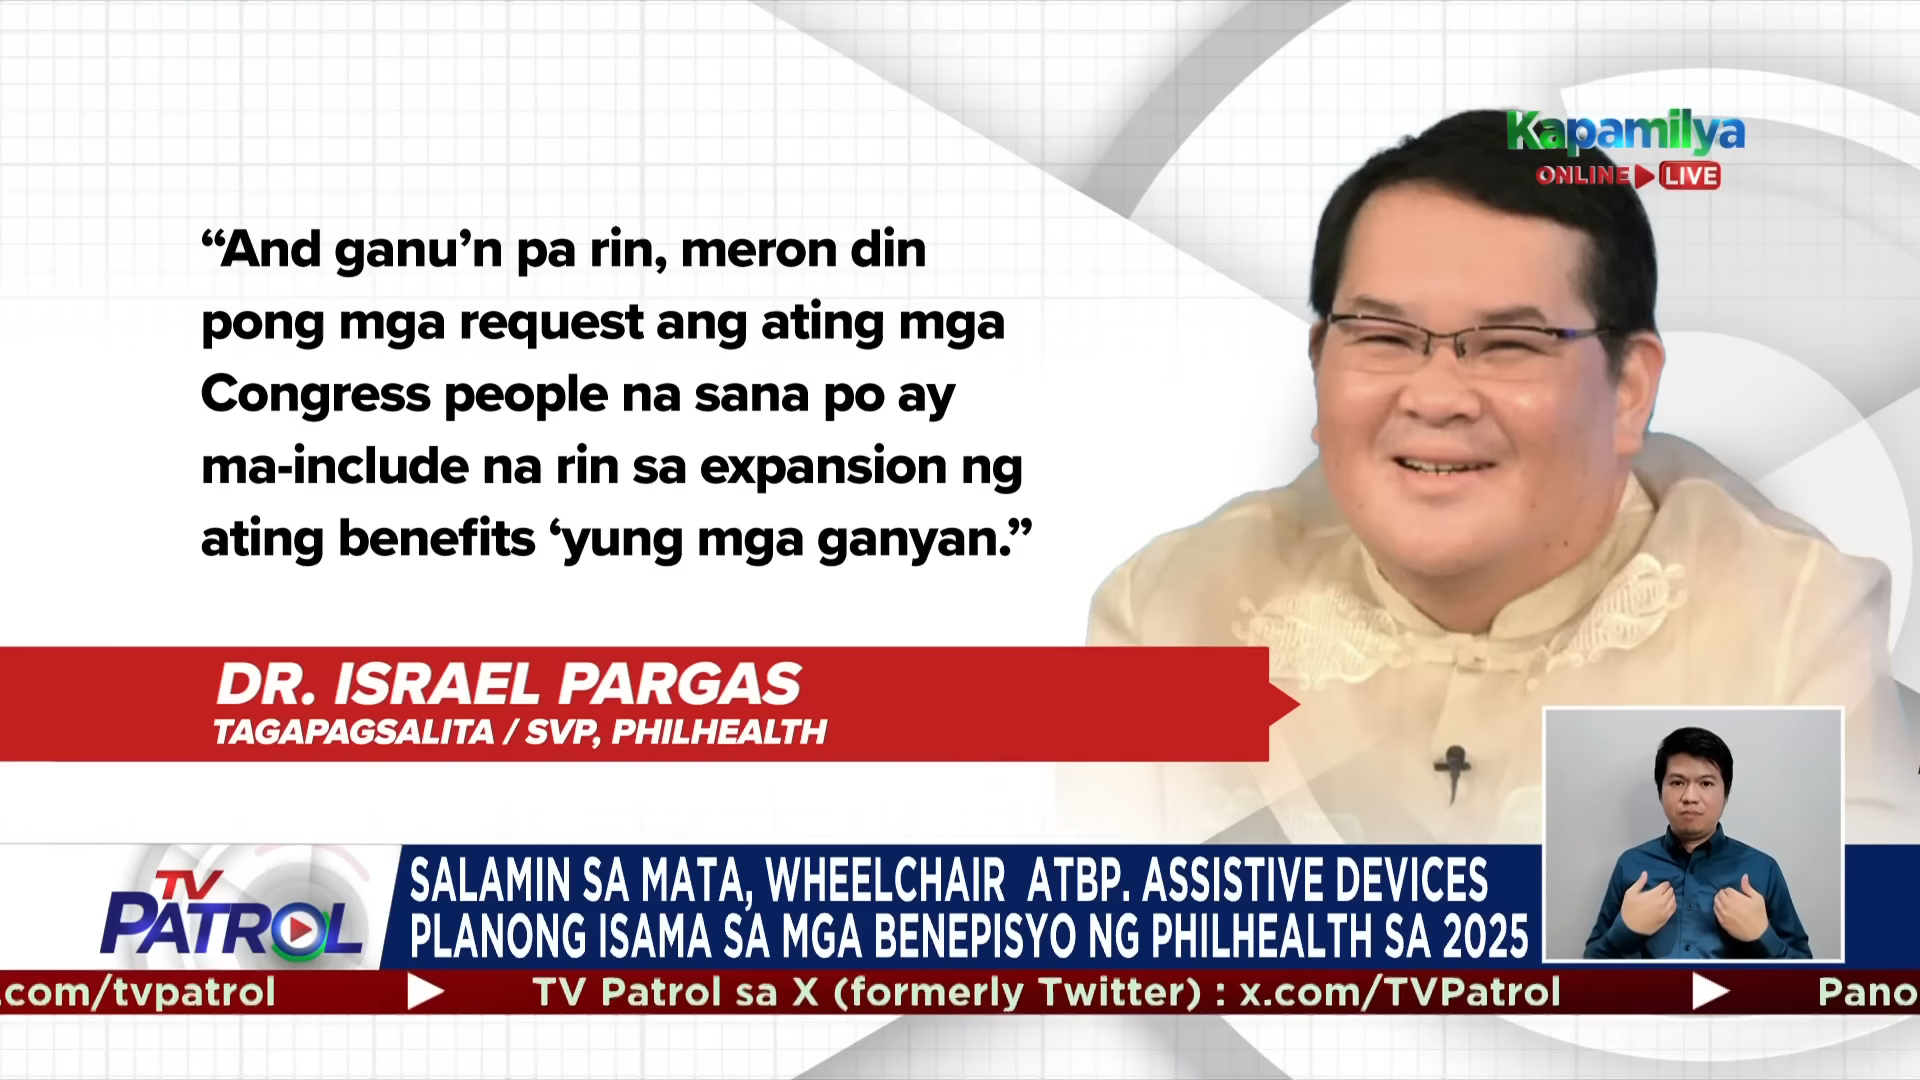 Kapamilya
ONLINE LIVE
“And ganu’n pa rin, meron din
pong mga request ang ating mga
Congress people na sana po ay
ma-include na rin sa expansion ng
ating benefits ‘yung mga ganyan.”
DR. ISRAEL PARGAS
TAGAPAGSALITA / SVP, PHILHEALTH
TV PATROL
SALAMIN SA MATA, WHEELCHAIR ATBP. ASSISTIVE DEVICES
PLANONG ISAMA SA MGA BENEPISYO NG PHILHEALTH SA 2025
.com/tvpatrol TV Patrol sa X (formerly Twitter) : x.com/TVPatrol Pano